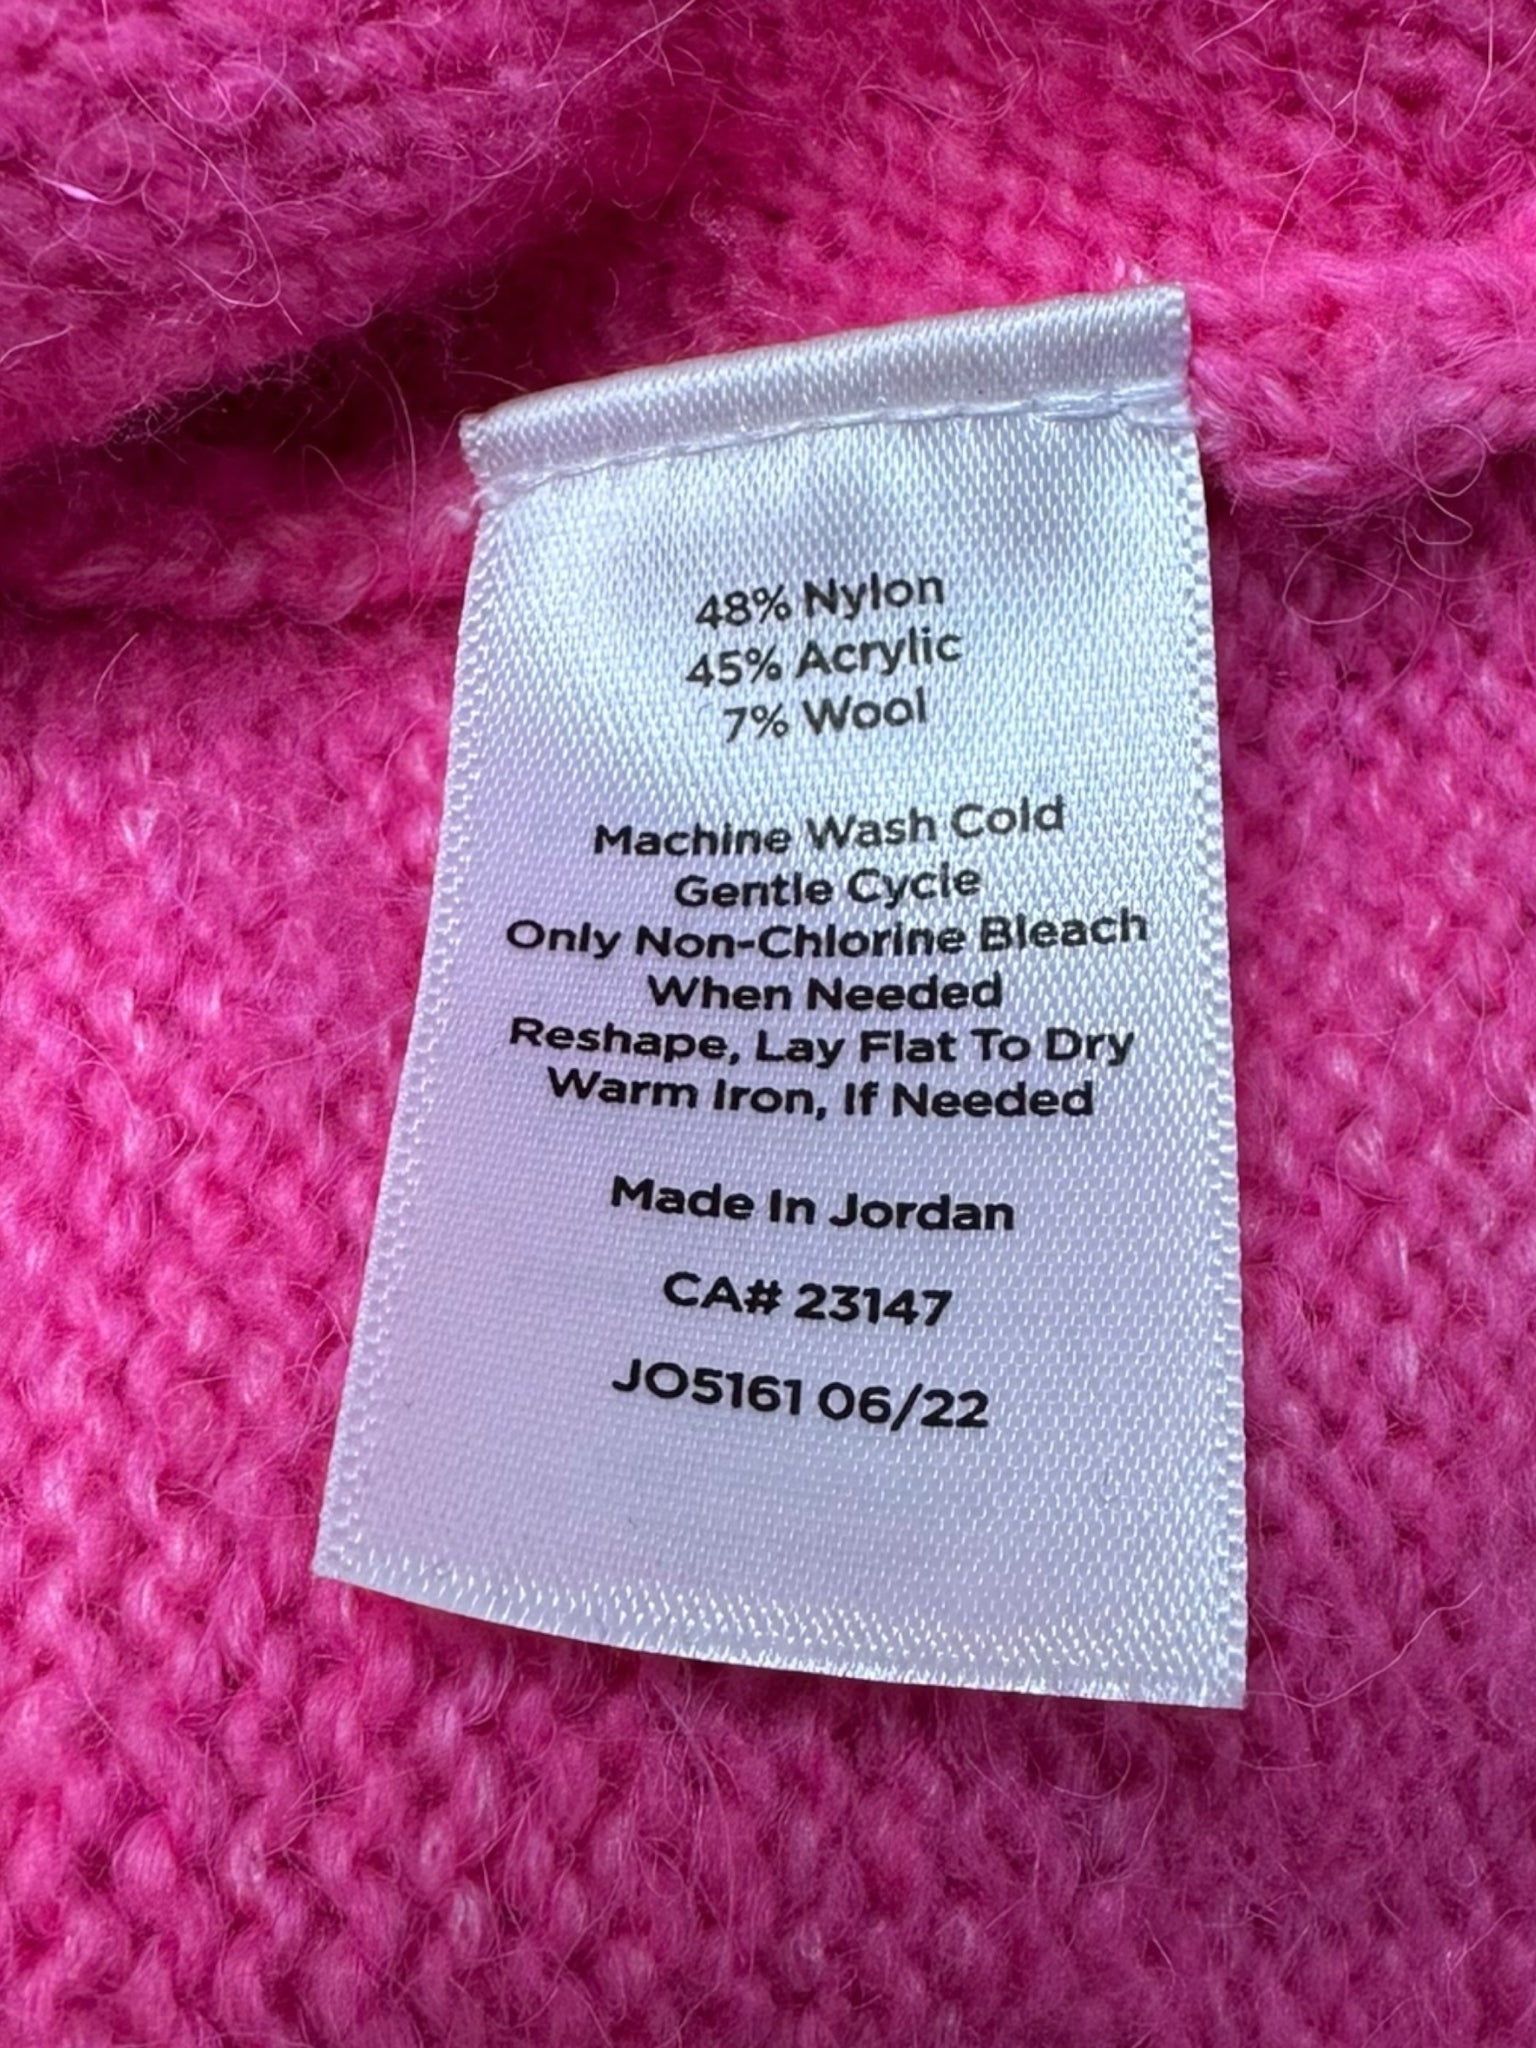 48% Nylon
45% Acrylic
7% Wool
Machine Wash Cold
Gentle Cycle
Only Non-Chlorine Bleach
When Needed
Reshape, Lay Flat To Dry
Warm Iron, If Needed
Made In Jordan
CA# 23147
JO5161 06/22